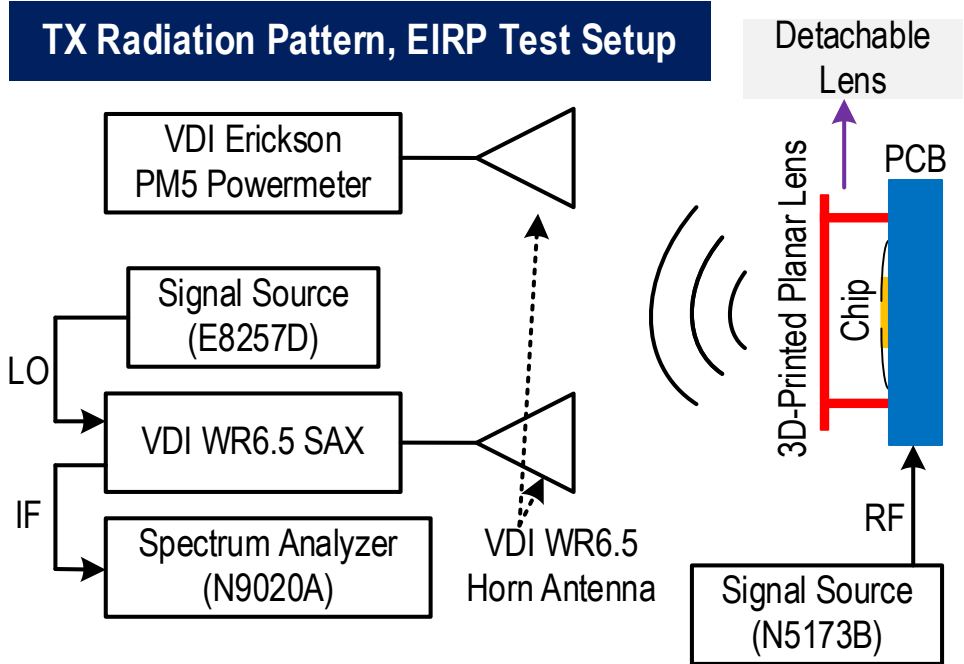 TX Radiation Pattern, EIRP Test Setup
Detachable
Lens
VDI Erickson
PM5 Powermeter
3D-Printed Planar Lens
PCB
Chip
Signal Source
(E8257D)
LO
VDI WR6.5 SAX
IF
Spectrum Analyzer
(N9020A)
VDI WR6.5
Horn Antenna
RF
Signal Source
(N5173B)